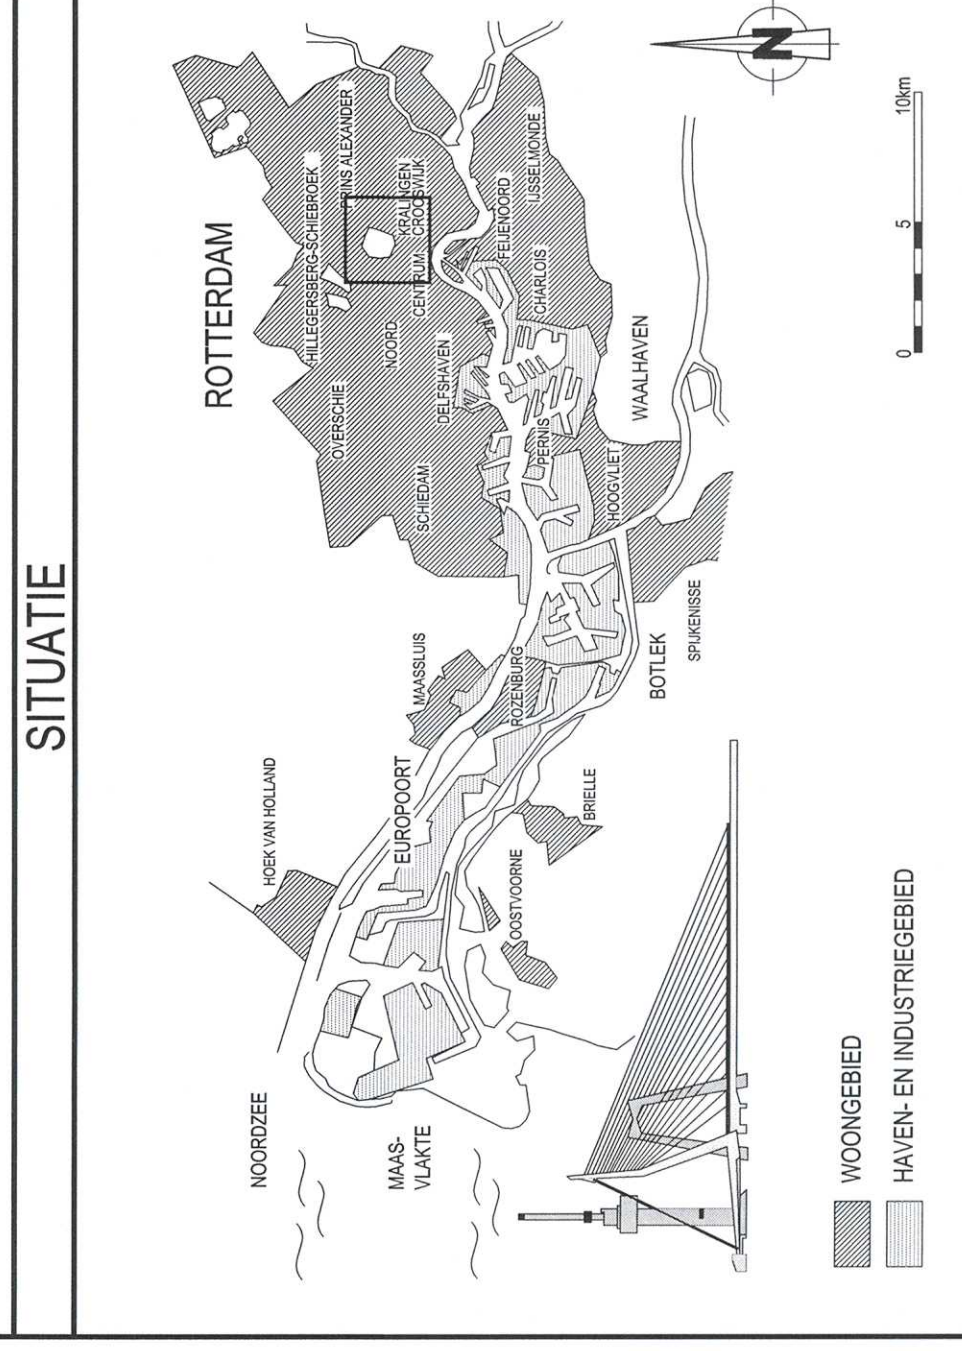 SITUATIE
ROTTERDAM
HILLEGERSBERG-SCHIEBROEK
PRINS ALEXANDER
OVERSCHIE
NOORD
KRALINGEN
CROOSWIJK
CENTRUM
SCHIEDAM
DELFSHAVEN
FEIJENOORD
IJSSELMONDE
CHARLOIS
PERNIS
WAALHAVEN
HOOGVLIET
HOEK VAN HOLLAND
MAASSLUIS
EUROPOORT
ROZENBURG
BOTLEK
SPIJKENISSE
BRIELLE
OOSTVOORNE
NOORDZEE
MAAS-
VLAKTE
N
0 5 10km
WOONGEBIED
HAVEN- EN INDUSTRIEGEBIED